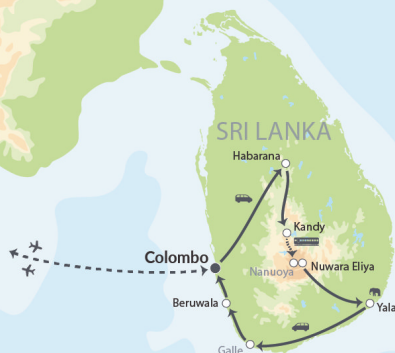 SRI LANKA
Habarana
Kandy
Colombo
Nanuoya
Nuwara Eliya
Beruwala
Yala
Galle